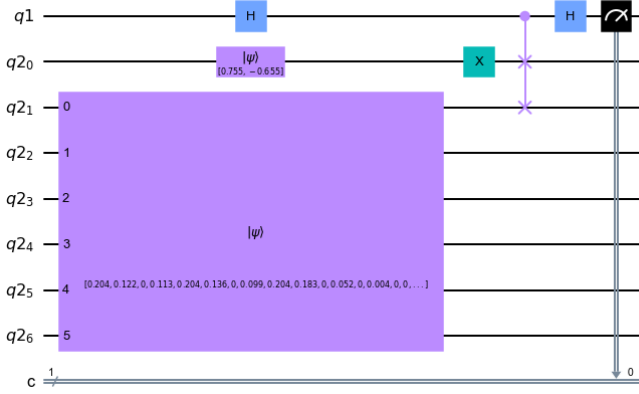 q1 H H
q2₀ |ψ⟩ [0.755, −0.655] X
q2₁ 0
q2₂ 1
q2₃ 2
q2₄ 3 |ψ⟩
q2₅ 4 [0.204, 0.122, 0, 0.113, 0.204, 0.136, 0, 0.099, 0.204, 0.183, 0, 0.052, 0, 0.004, 0, 0, . . . ]
q2₆ 5
c 1 0